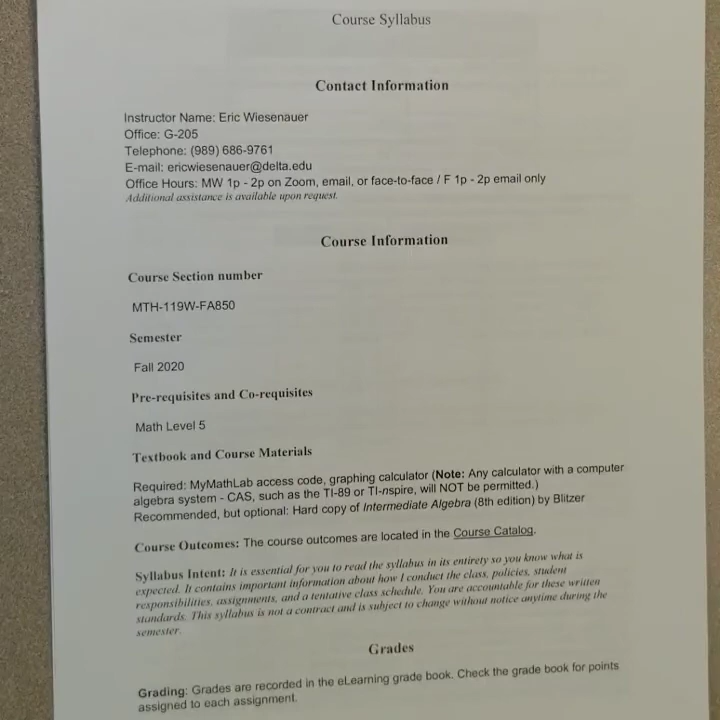 Course Syllabus
Contact Information
Instructor Name: Eric Wiesenauer
Office: G-205
Telephone: (989) 686-9761
E-mail: ericwiesenauer@delta.edu
Office Hours: MW 1p - 2p on Zoom, email, or face-to-face / F 1p - 2p email only
Additional assistance is available upon request.
Course Information
Course Section number
MTH-119W-FA850
Semester
Fall 2020
Pre-requisites and Co-requisites
Math Level 5
Textbook and Course Materials
Required: MyMathLab access code, graphing calculator (Note: Any calculator with a computer
algebra system - CAS, such as the TI-89 or TI-nspire, will NOT be permitted.)
Recommended, but optional: Hard copy of Intermediate Algebra (8th edition) by Blitzer
Course Outcomes: The course outcomes are located in the Course Catalog.
Syllabus Intent: It is essential for you to read the syllabus in its entirety so you know what is
expected. It contains important information about how I conduct the class, policies, student
responsibilities, assignments, and a tentative class schedule. You are accountable for these written
standards. This syllabus is not a contract and is subject to change without notice anytime during the
semester.
Grades
Grading: Grades are recorded in the eLearning grade book. Check the grade book for points
assigned to each assignment.